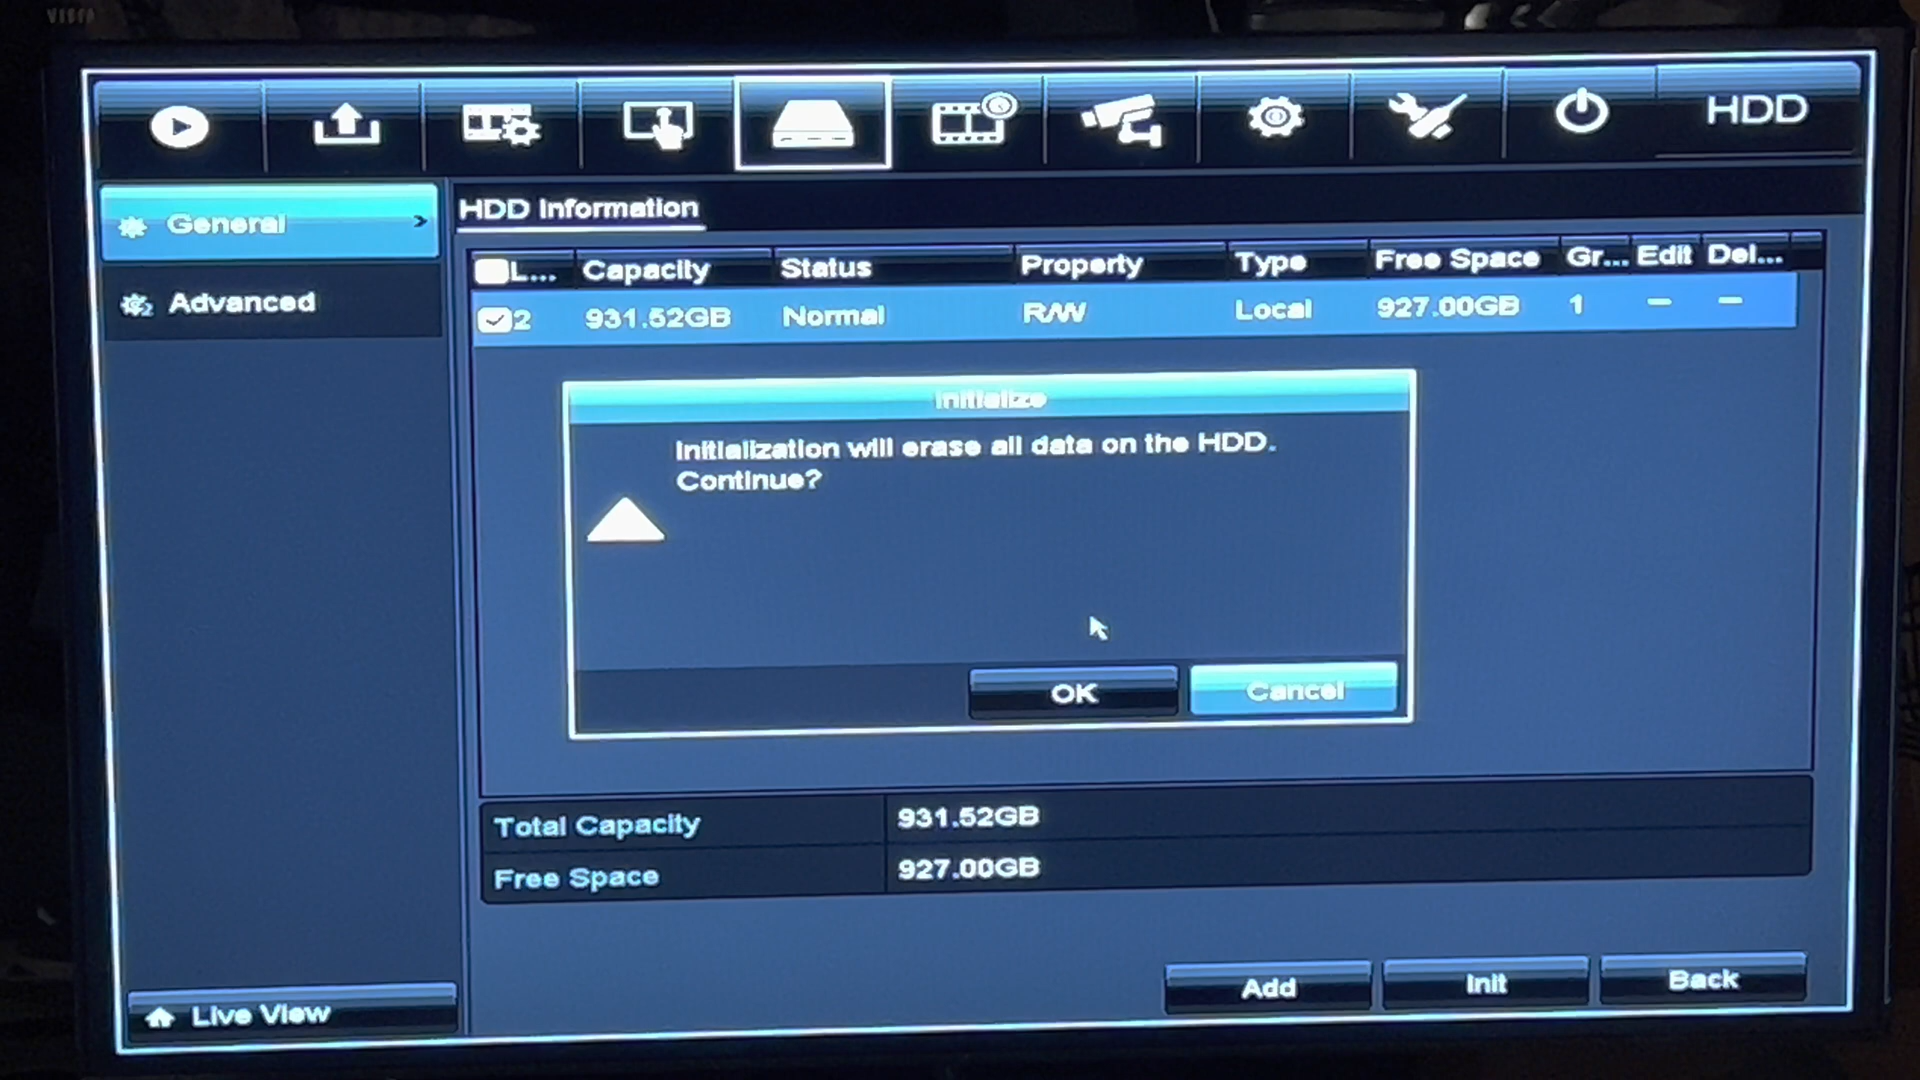 HDD
General
Advanced
HDD Information
L... Capacity Status Property Type Free Space Gr... Edit Del...
2 931.52GB Normal R/W Local 927.00GB 1 — —
Initialize
Initialization will erase all data on the HDD.
Continue?
OK Cancel
Total Capacity 931.52GB
Free Space 927.00GB
Add Init Back
Live View